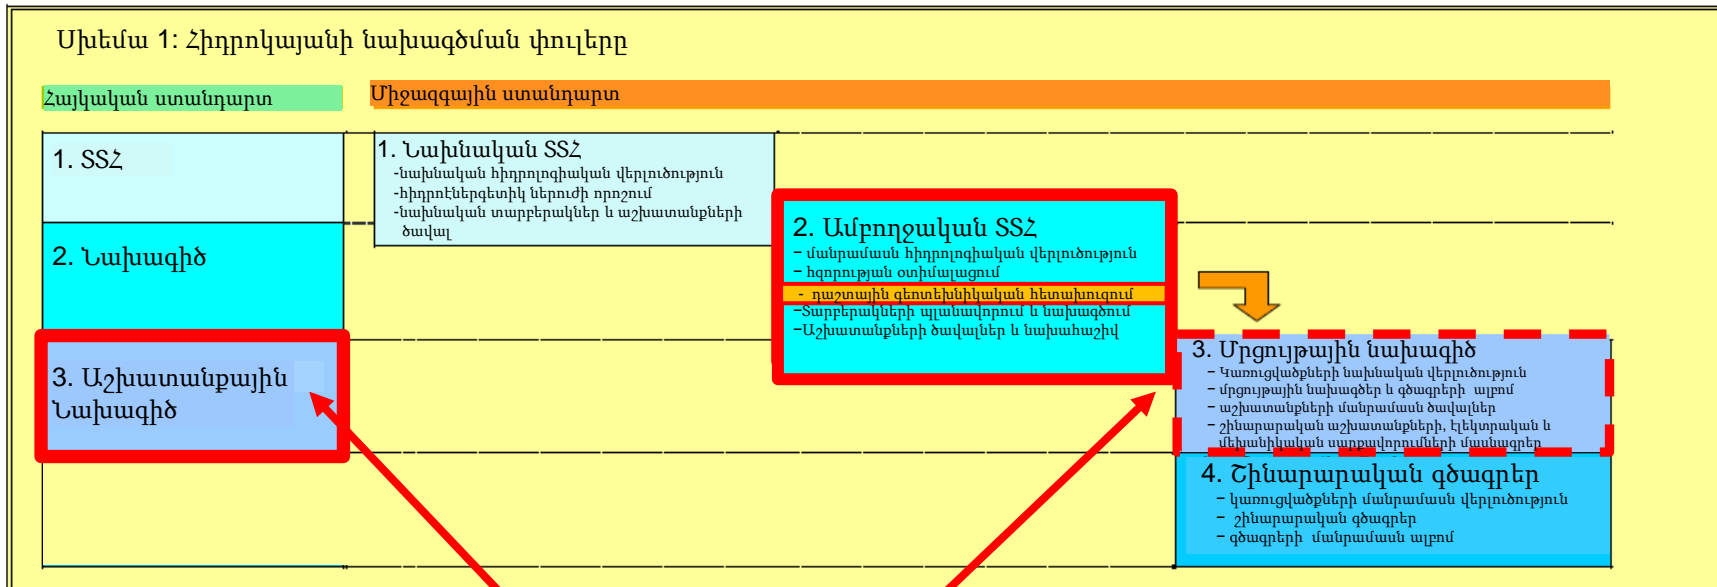 Սխեմա 1: Հիդրոկայանի նախագծման փուլերը
Հայկական ստանդարտ
Միջազգային ստանդարտ
1. ՏՏՀ
2. Նախագիծ
3. Աշխատանքային
Նախագիծ
1. Նախնական ՏՏՀ
-նախնական հիդրոլոգիական վերլուծություն
-հիդրոէներգետիկ ներուժի որոշում
-նախնական տարբերակներ և աշխատանքների
ծավալ
2. Ամբողջական ՏՏՀ
– մանրամասն հիդրոլոգիական վերլուծություն
– հզորության օտիմալացում
- դաշտային գեոտեխնիկական հետախուզում
–Տարբերակների պլանավորում և նախագծում
–Աշխատանքների ծավալներ և նախահաշիվ
3. Մրցույթային նախագիծ
– Կառուցվածքների նախնական վերլուծություն
– մրցույթային նախագծեր և գծագրերի ալբոմ
– աշխատանքների մանրամասն ծավալներ
– շինարարական աշխատանքների, էլեկտրական և
մեխանիկական սարքավորումների մասնագրեր
4. Շինարարական գծագրեր
– կառուցվածքների մանրամասն վերլուծություն
– շինարարական գծագրեր
– գծագրերի մանրամասն ալբոմ